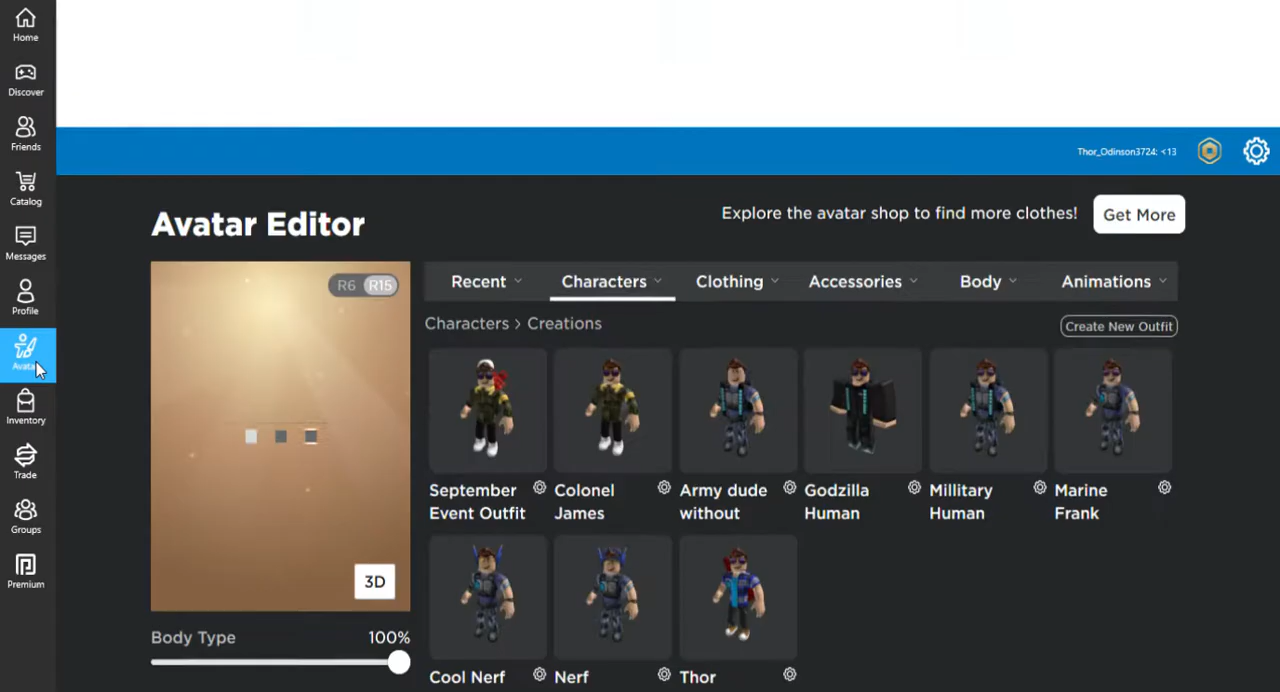 Home
Discover
Friends
Catalog
Messages
Profile
Avatar
Inventory
Trade
Groups
Premium
Thor_Odinson3724: <13
Avatar Editor
Explore the avatar shop to find more clothes!
Get More
R6 R15
3D
Body Type 100%
Recent Characters Clothing Accessories Body Animations
Characters > Creations
Create New Outfit
September Event Outfit
Colonel James
Army dude without
Godzilla Human
Millitary Human
Marine Frank
Cool Nerf
Nerf
Thor